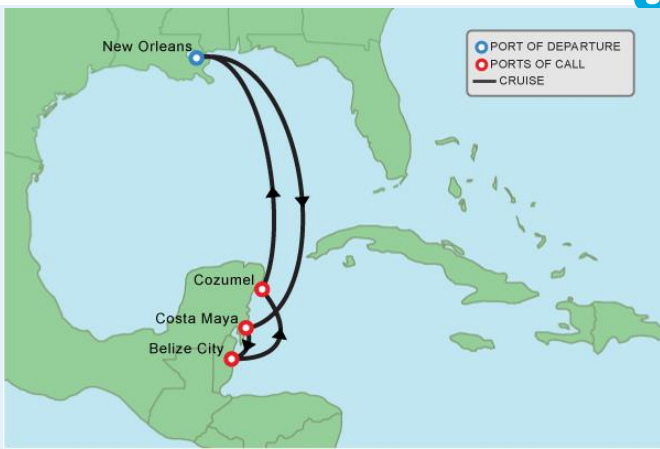 New Orleans
PORT OF DEPARTURE
PORTS OF CALL
CRUISE
Cozumel
Costa Maya
Belize City